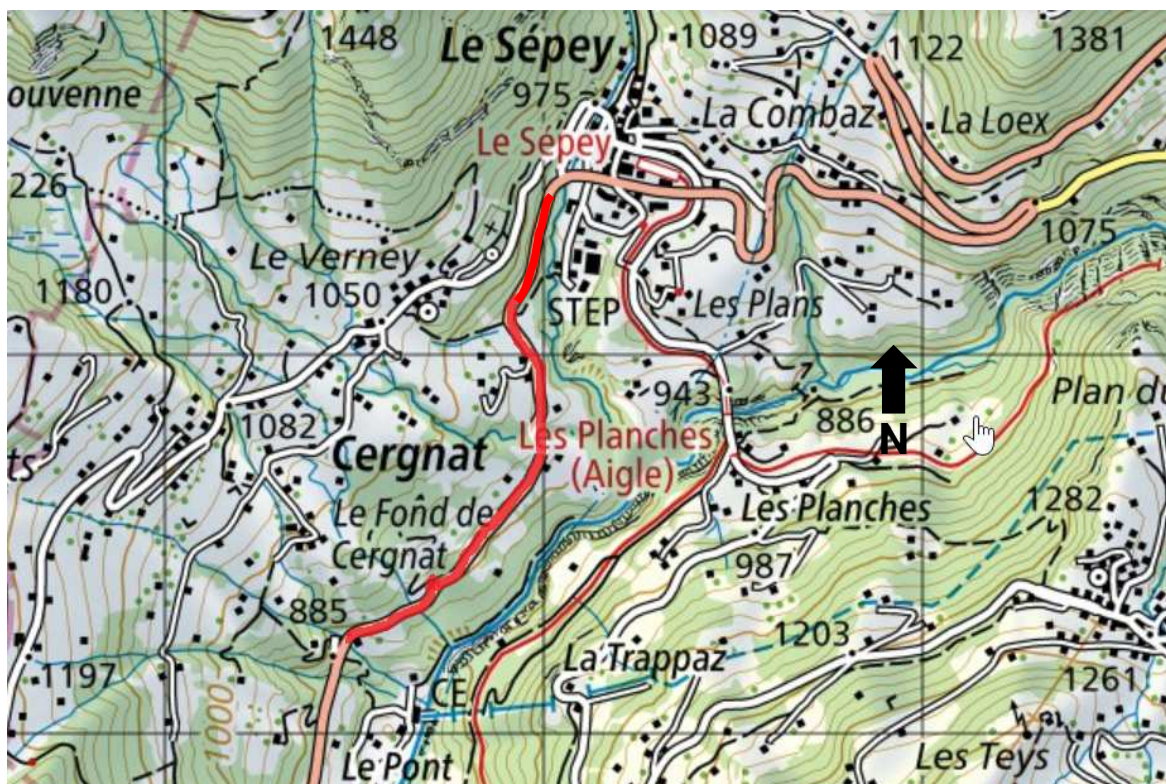 1448
Le Sépey
1089
1122
1381
ouvenne
975
La Combaz
La Loex
Le Sépey
226
1075
Le Verney
1180
1050
STEP
Les Plans
943
886
N
Plan du
1082
Cergnat
Les Planches
(Aigle)
ts
Le Fond de
Cergnat
Les Planches
1282
987
885
1203
1197
La Trappaz
CE
1261
1000
Le Pont
Les Teys